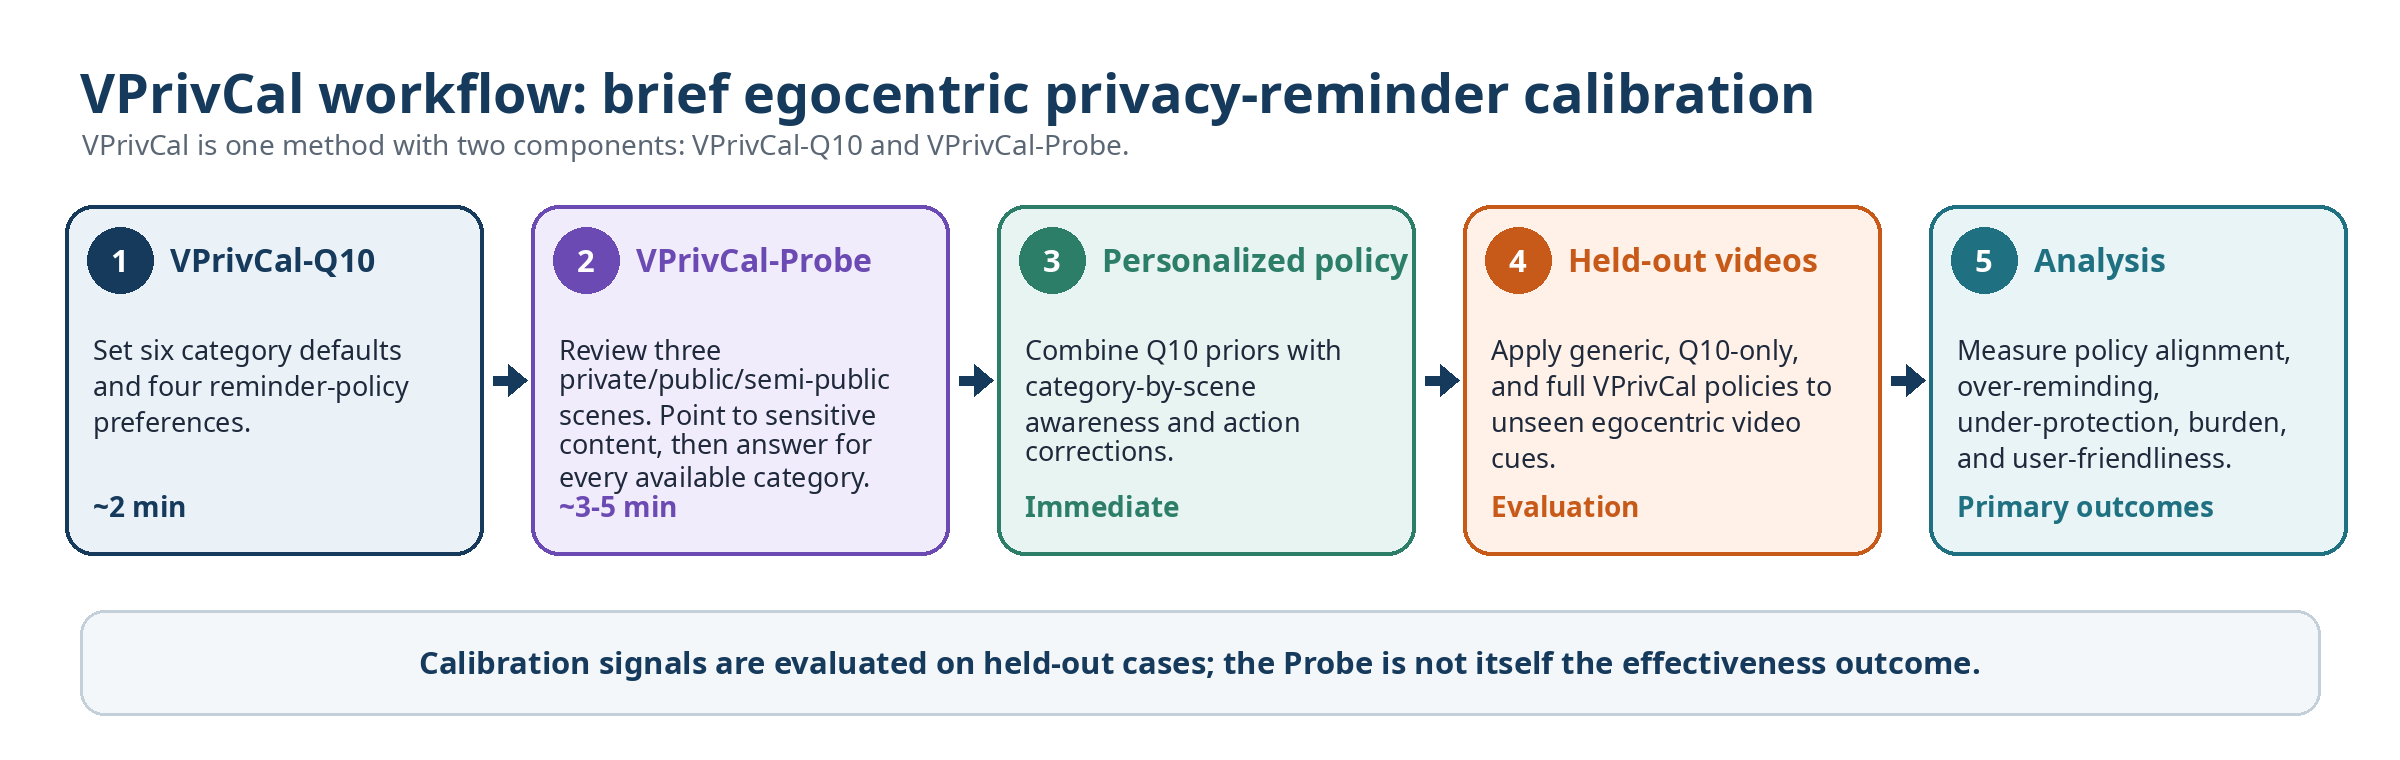 VPrivCal workflow: brief egocentric privacy-reminder calibration
VPrivCal is one method with two components: VPrivCal-Q10 and VPrivCal-Probe.
1 VPrivCal-Q10
Set six category defaults
and four reminder-policy
preferences.
~2 min
2 VPrivCal-Probe
Review three
private/public/semi-public
scenes. Point to sensitive
content, then answer for
every available category.
~3-5 min
3 Personalized policy
Combine Q10 priors with
category-by-scene
awareness and action
corrections.
Immediate
4 Held-out videos
Apply generic, Q10-only,
and full VPrivCal policies to
unseen egocentric video
cues.
Evaluation
5 Analysis
Measure policy alignment,
over-reminding,
under-protection, burden,
and user-friendliness.
Primary outcomes
Calibration signals are evaluated on held-out cases; the Probe is not itself the effectiveness outcome.